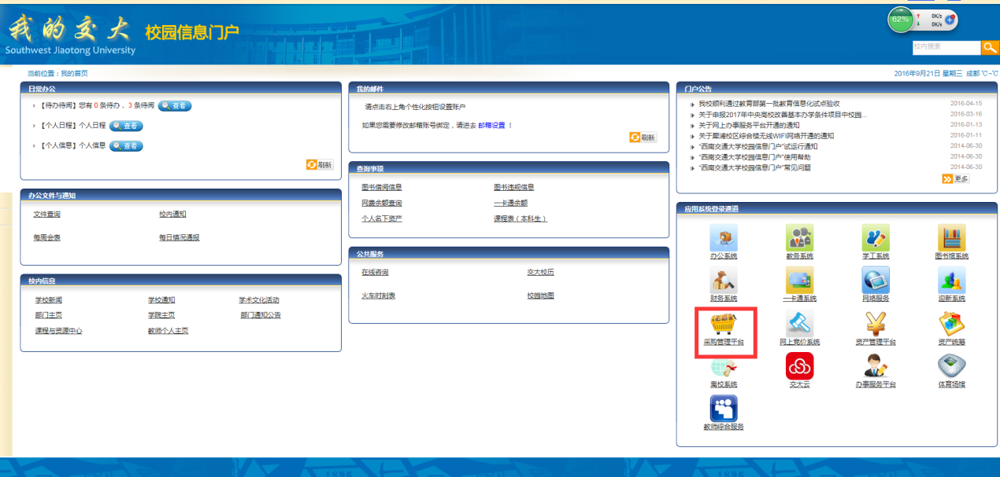 我的交大 校园信息门户
Southwest Jiaotong University
62%
0K/s
0K/s
校内搜索
当前位置：我的首页
2016年9月21日 星期三 成都 ℃~℃
日常办公
【待办待阅】您有 0 条待办，3 条待阅 查看
【个人日程】个人日程 查看
【个人信息】个人信息 查看
刷新
办公文件与通知
文件查询 校内通知
每周会表 每日情况通报
校内信息
学校新闻 学校通知 学术文化活动
部门主页 学院主页 部门通知公告
课程与资源中心 教师个人主页
我的邮件
请点击右上角个性化按钮设置账户
如果您需要修改邮箱账号绑定，请进去 邮箱设置 ！
刷新
查询事项
图书借阅信息 图书违规信息
网费余额查询 一卡通余额
个人名下资产 课程表（本科生）
公共服务
在线咨询 交大校历
火车时刻表 校园地图
门户公告
我校顺利通过教育部第一批教育信息化试点验收 2016-04-15
关于申报2017年中央高校改善基本办学条件项目中校园... 2016-03-16
关于网上办事服务平台开通的通知 2016-01-13
关于犀浦校区综合楼无线WIFI网络开通的通知 2016-01-11
"西南交通大学校园信息门户"试运行通知 2014-06-30
"西南交通大学校园信息门户"使用帮助 2014-06-30
"西南交通大学校园信息门户"常见问题 2014-06-30
更多
应用系统登录通道
办公系统 教务系统 学工系统 图书馆系统
财务系统 一卡通系统 网络服务 迎新系统
采购管理平台 网上竞价系统 资产管理平台 资产统筹
离校系统 交大云 办事服务平台 体育场馆
教师综合服务
1896
1896